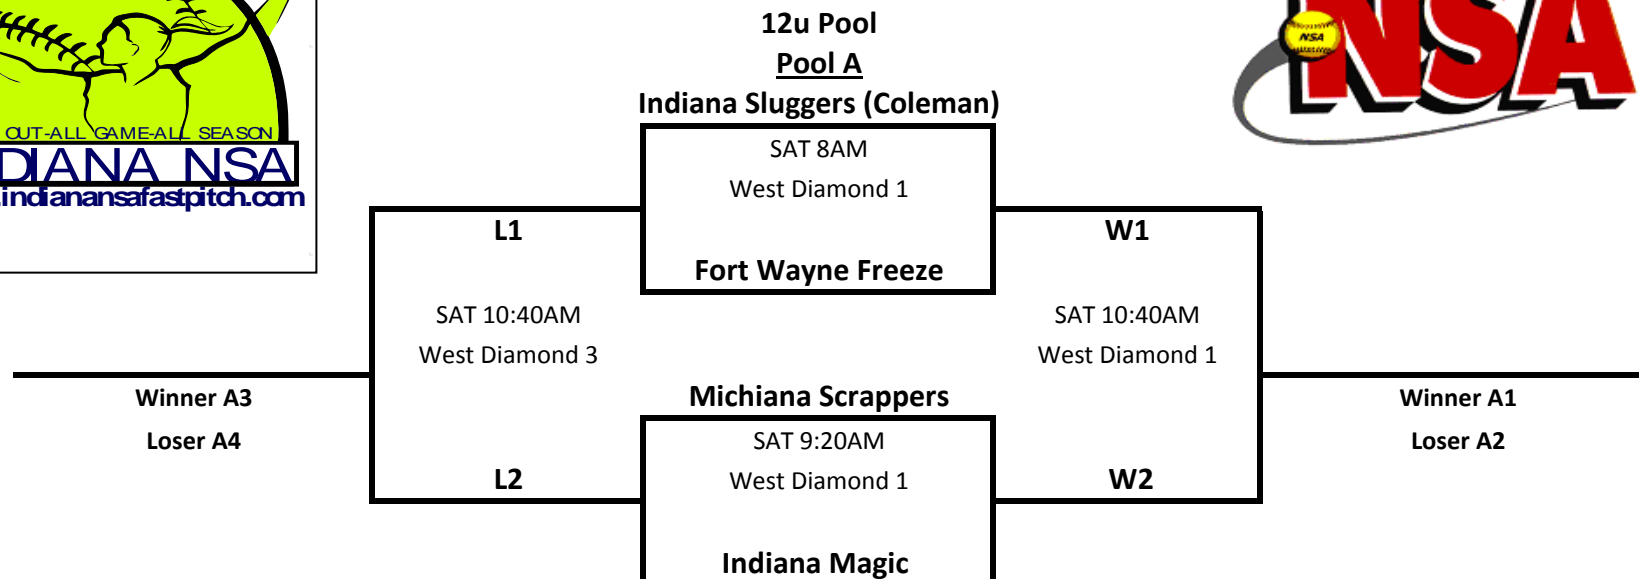 12u Pool
Pool A
Indiana Sluggers (Coleman)
NSA
NSA
OUT-ALL GAME-ALL SEASON
DIANA NSA
.indianansafastpitch.com
SAT 8AM
West Diamond 1
L1
W1
Fort Wayne Freeze
SAT 10:40AM
West Diamond 3
SAT 10:40AM
West Diamond 1
Winner A3
Loser A4
Michiana Scrappers
Winner A1
Loser A2
SAT 9:20AM
West Diamond 1
L2
W2
Indiana Magic